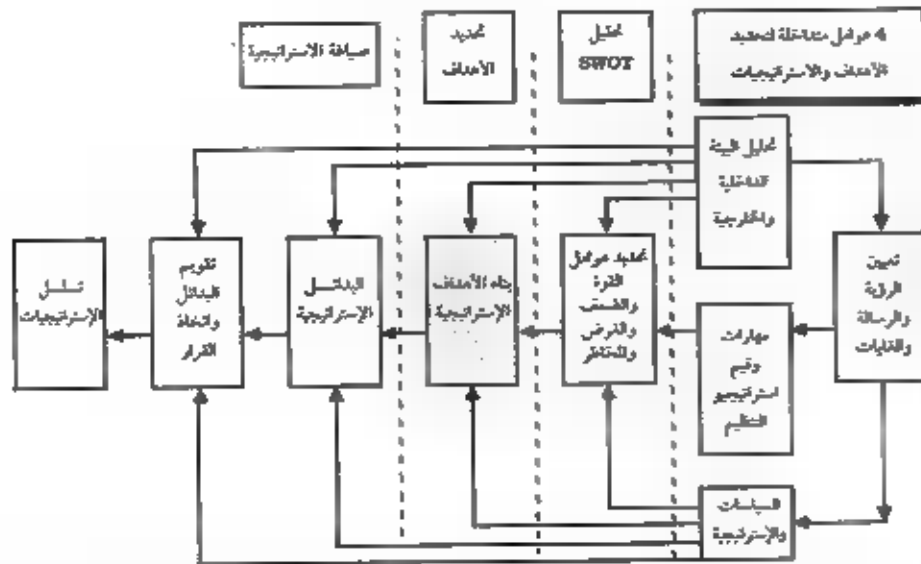 4 عوامل متداخلة لتحديد
الأهداف والاستراتيجيات
تحليل
SWOT
تحديد
الأهداف
صياغة الاستراتيجية
تحليل البيئة
الداخلية
والخارجية
تعيين
الرؤية
والرسالة
والغايات
مهارات
وقيم
استراتيجيو
التنظيم
السياسات
والإستراتيجية
تحديد عوامل
القوة
والضعف
والفرص
والمخاطر
بناء الأهداف
الإستراتيجية
البدائل
الإستراتيجية
تقويم
البدائل
واتخاذ
القرار
تسلسل
الإستراتيجيات